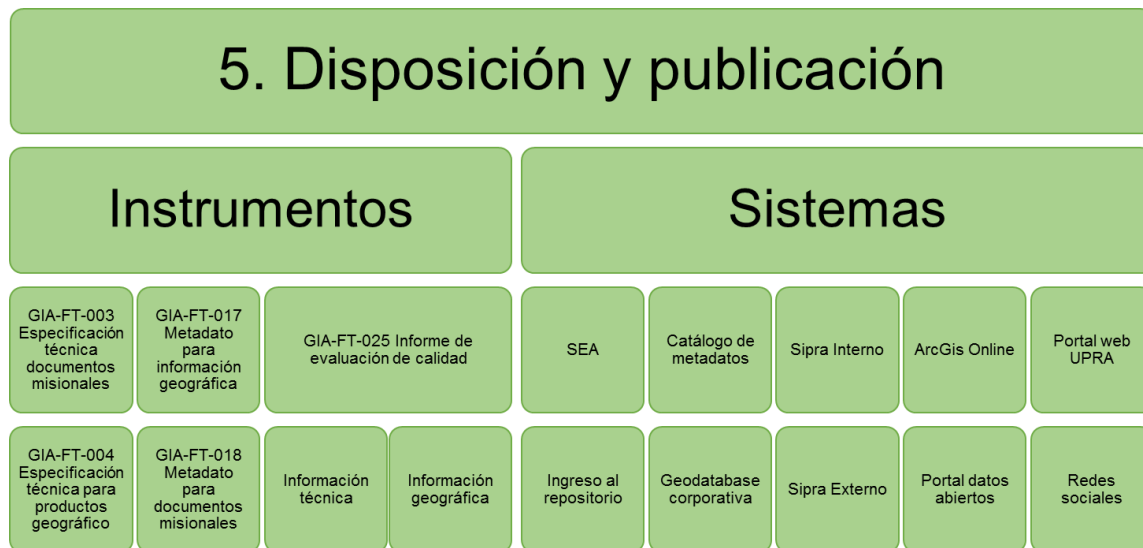 5. Disposición y publicación
Instrumentos
Sistemas
GIA-FT-003
Especificación
técnica
documentos
misionales
GIA-FT-017
Metadato
para
información
geográfica
GIA-FT-025 Informe de
evaluación de calidad
SEA
Catálogo de
metadatos
Sipra Interno
ArcGis Online
Portal web
UPRA
GIA-FT-004
Especificación
técnica para
productos
geográfico
GIA-FT-018
Metadato
para
documentos
misionales
Información
técnica
Información
geográfica
Ingreso al
repositorio
Geodatabase
corporativa
Sipra Externo
Portal datos
abiertos
Redes
sociales